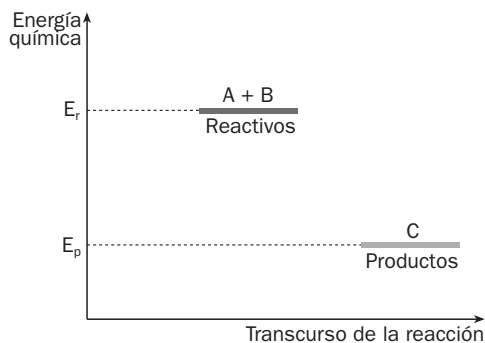 Energía
química
A + B
E_r
Reactivos
C
E_p
Productos
Transcurso de la reacción